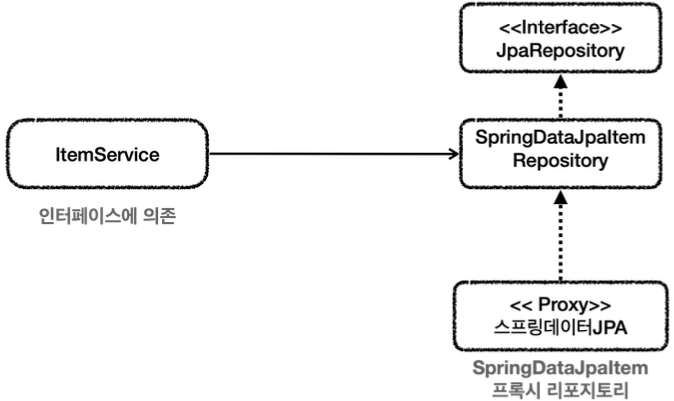 <<Interface>>
JpaRepository
ItemService
SpringDataJpaItem
Repository
인터페이스에 의존
<< Proxy>>
스프링데이터JPA
SpringDataJpaItem
프록시 리포지토리